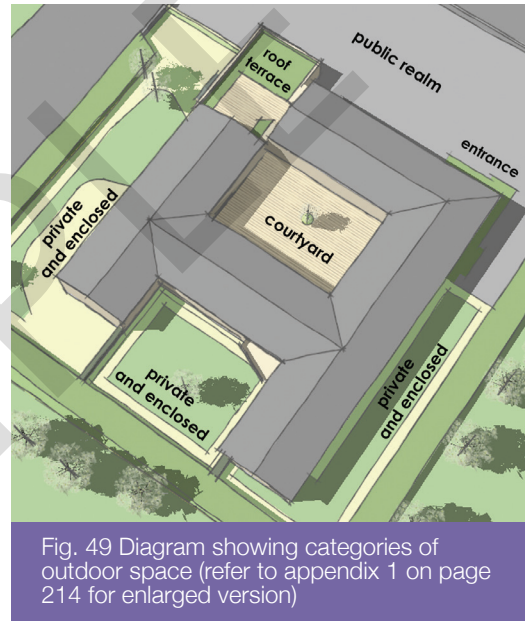 public realm
roof
terrace
entrance
courtyard
private
and enclosed
private
and enclosed
private
and enclosed
Fig. 49 Diagram showing categories of
outdoor space (refer to appendix 1 on page
214 for enlarged version)